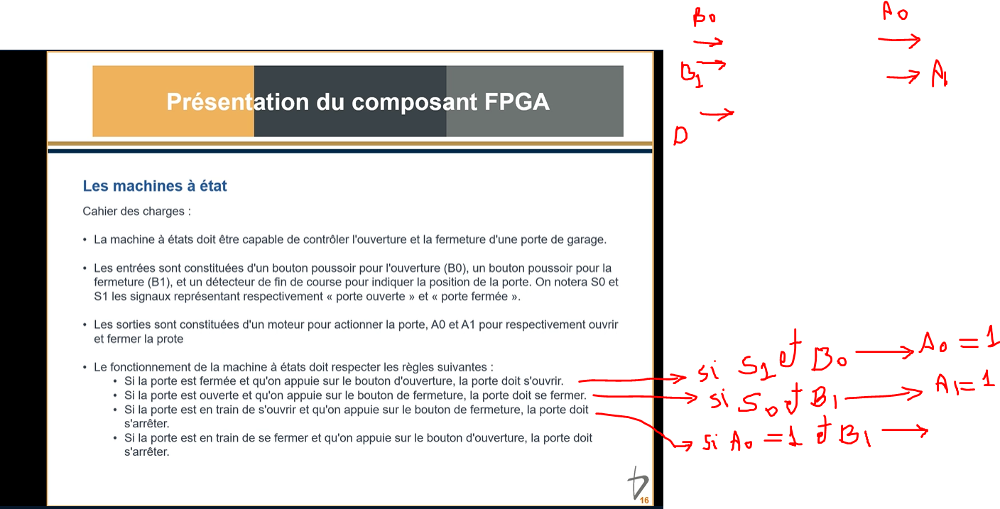 B0
A0
B1
A1
D
Présentation du composant FPGA
Les machines à état
Cahier des charges :
• La machine à états doit être capable de contrôler l'ouverture et la fermeture d'une porte de garage.
• Les entrées sont constituées d'un bouton poussoir pour l'ouverture (B0), un bouton poussoir pour la
fermeture (B1), et un détecteur de fin de course pour indiquer la position de la porte. On notera S0 et
S1 les signaux représentant respectivement « porte ouverte » et « porte fermée ».
• Les sorties sont constituées d'un moteur pour actionner la porte, A0 et A1 pour respectivement ouvrir
et fermer la prote
• Le fonctionnement de la machine à états doit respecter les règles suivantes :
• Si la porte est fermée et qu'on appuie sur le bouton d'ouverture, la porte doit s'ouvrir.
• Si la porte est ouverte et qu'on appuie sur le bouton de fermeture, la porte doit se fermer.
• Si la porte est en train de s'ouvrir et qu'on appuie sur le bouton de fermeture, la porte doit
s'arrêter.
• Si la porte est en train de se fermer et qu'on appuie sur le bouton d'ouverture, la porte doit
s'arrêter.
si S1 et B0 → A0 = 1
si S0 et B1 → A1 = 1
si A0 = 1 et B1 →
16